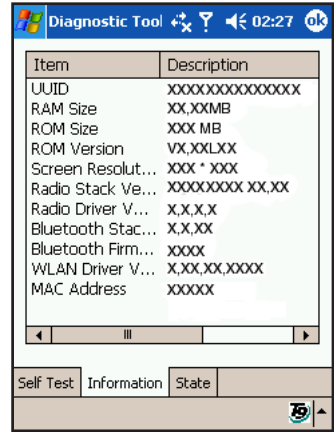 Diagnostic Tool 02:27 ok
Item Description
UUID XXXXXXXXXXXXXX
RAM Size XX,XXMB
ROM Size XXX MB
ROM Version VX,XXLXX
Screen Resolut... XXX * XXX
Radio Stack Ve... XXXXXXXX XX,XX
Radio Driver V... X,X,X,X
Bluetooth Stac... X,X,XX
Bluetooth Firm... XXXX
WLAN Driver V... X,XX,XX,XXXX
MAC Address XXXXX
Self Test Information State
T9